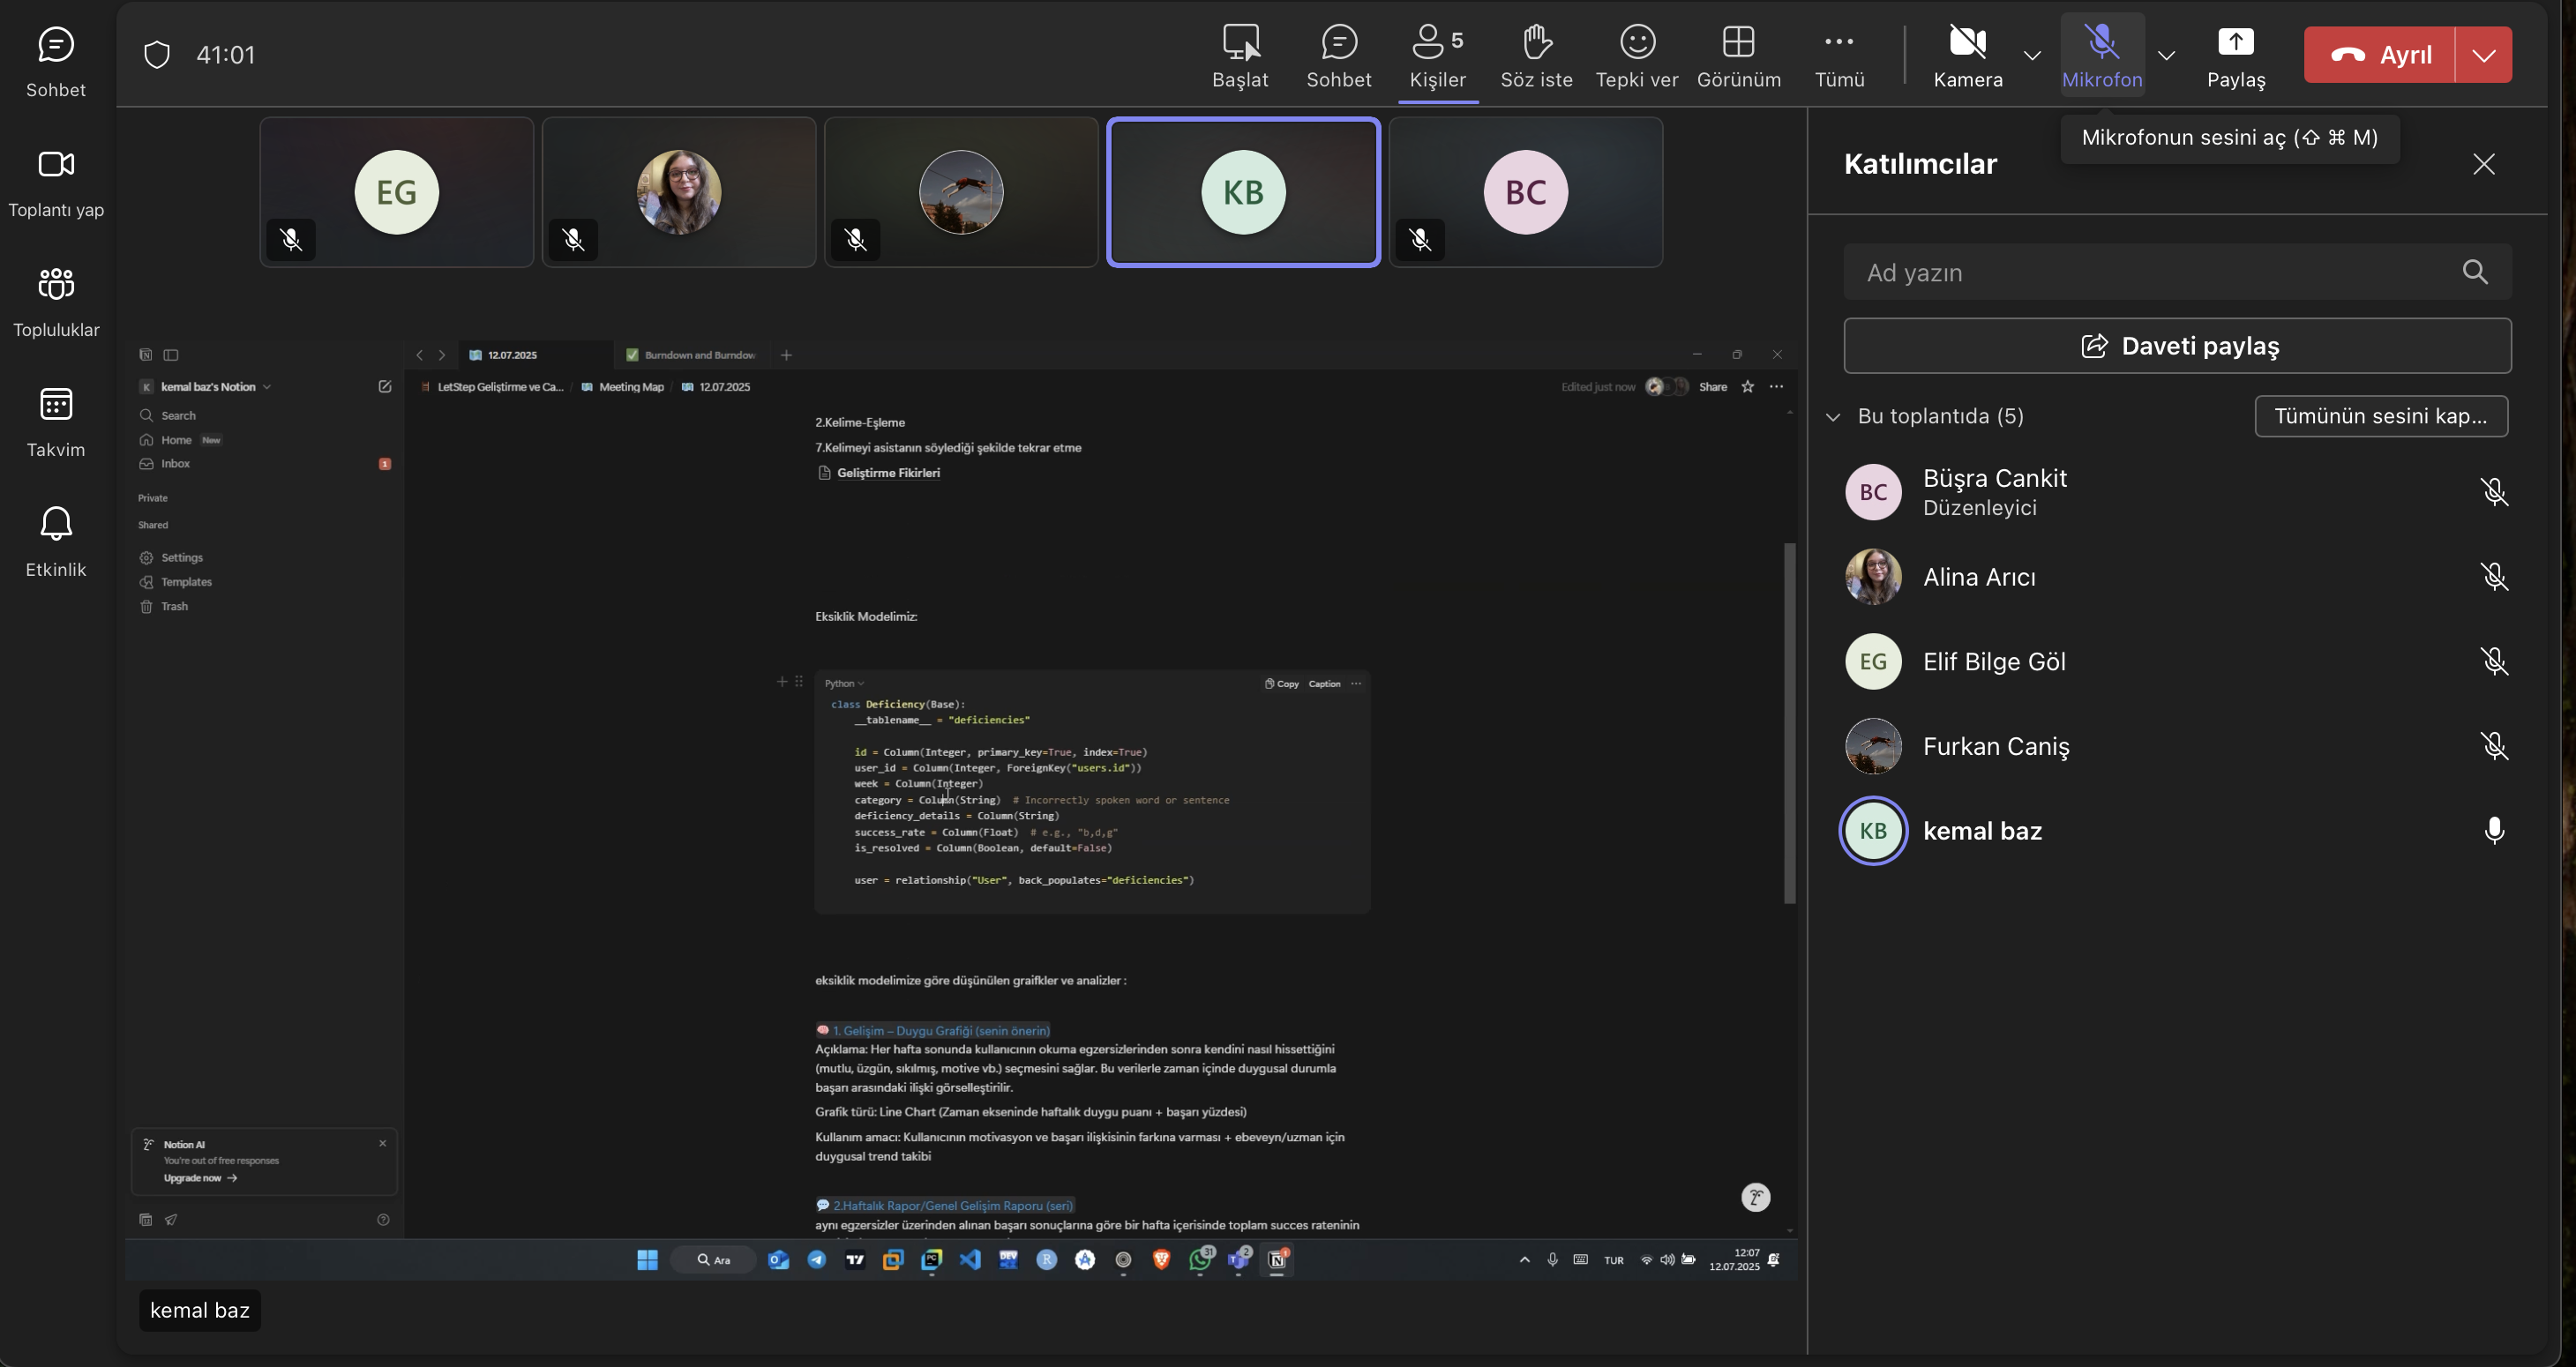 Sohbet
Toplantı yap
Topluluklar
Takvim
Etkinlik
41:01
Başlat
Sohbet
5
Kişiler
Söz iste
Tepki ver
Görünüm
Tümü
Kamera
Mikrofon
Paylaş
Ayrıl
Mikrofonun sesini aç (⇧ ⌘ M)
EG
KB
BC
kemal baz's Notion
Search
Home New
Inbox
1
Private
Shared
Settings
Templates
Trash
Notion AI
You're out of free responses
Upgrade now →
12.07.2025
Burndown and Burndow
LetStep Geliştirme ve Ca... / Meeting Map / 12.07.2025
Edited just now
Share
2.Kelime-Eşleme
7.Kelimeyi asistanın söylediği şekilde tekrar etme
Geliştirme Fikirleri
Eksiklik Modelimiz:
Python
Copy Caption
class Deficiency(Base):
__tablename__ = "deficiencies"
id = Column(Integer, primary_key=True, index=True)
user_id = Column(Integer, ForeignKey("users.id"))
week = Column(Integer)
category = Column(String) # Incorrectly spoken word or sentence
deficiency_details = Column(String)
success_rate = Column(Float) # e.g., "b,d,g"
is_resolved = Column(Boolean, default=False)
user = relationship("User", back_populates="deficiencies")
eksiklik modelimize göre düşünülen graifkler ve analizler :
1. Gelişim – Duygu Grafiği (senin önerin)
Açıklama: Her hafta sonunda kullanıcının okuma egzersizlerinden sonra kendini nasıl hissettiğini
(mutlu, üzgün, sıkılmış, motive vb.) seçmesini sağlar. Bu verilerle zaman içinde duygusal durumla
başarı arasındaki ilişki görselleştirilir.
Grafik türü: Line Chart (Zaman ekseninde haftalık duygu puanı + başarı yüzdesi)
Kullanım amacı: Kullanıcının motivasyon ve başarı ilişkisinin farkına varması + ebeveyn/uzman için
duygusal trend takibi
2.Haftalık Rapor/Genel Gelişim Raporu (seri)
aynı egzersizler üzerinden alınan başarı sonuçlarına göre bir hafta içerisinde toplam succes rateninin
Ara
31
2
TUR
12:07
12.07.2025
kemal baz
Katılımcılar
Ad yazın
Daveti paylaş
Bu toplantıda (5)
Tümünün sesini kap...
BC
Büşra Cankit
Düzenleyici
Alina Arıcı
EG
Elif Bilge Göl
Furkan Caniş
KB
kemal baz